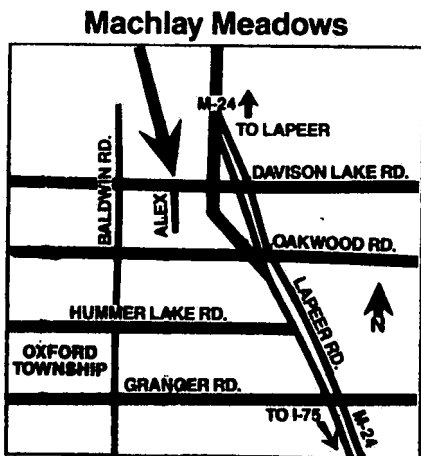 Machlay Meadows
M-24
TO LAPEER
DAVISON LAKE RD.
BALDWIN RD.
ALEX
OAKWOOD RD.
LAPEER RD.
HUMMER LAKE RD.
N
OXFORD
TOWNSHIP
GRANGER RD.
TO I-75
M-24